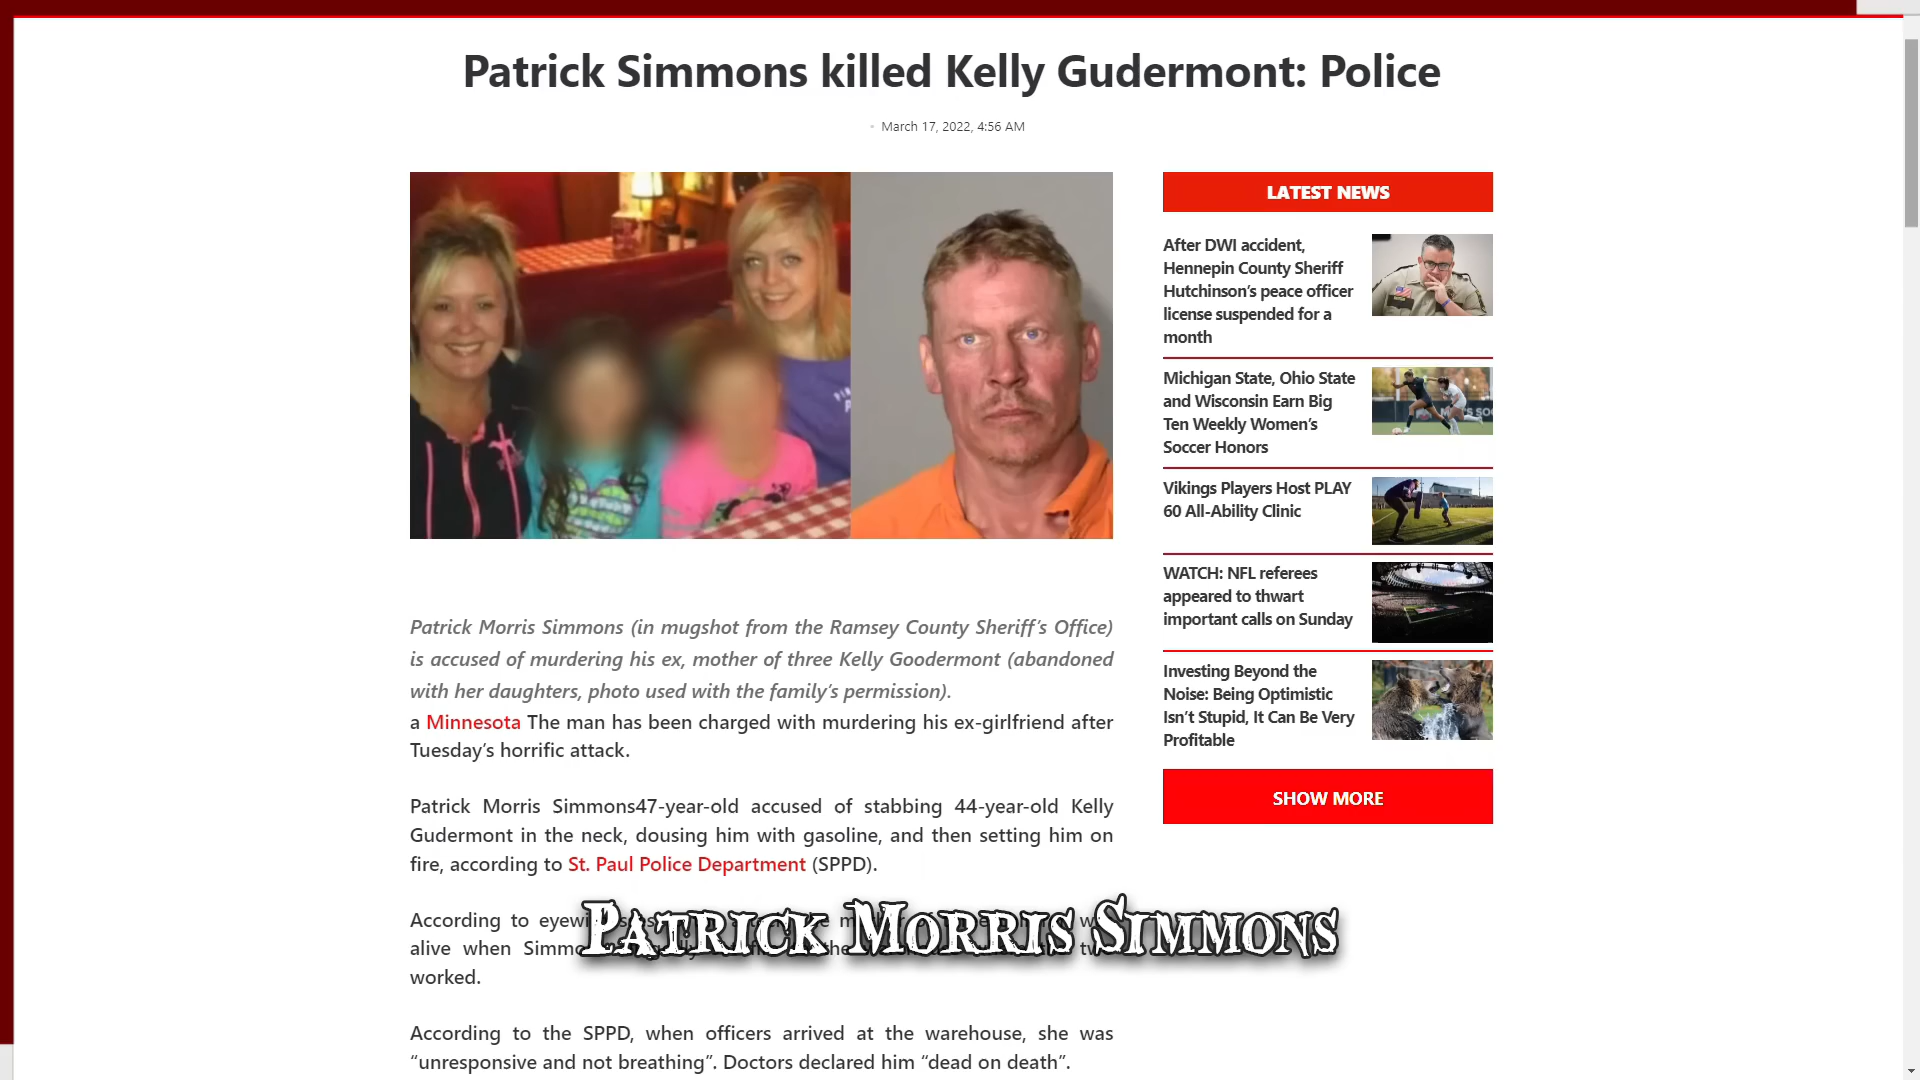 Patrick Simmons killed Kelly Gudermont: Police
March 17, 2022, 4:56 AM
LATEST NEWS
After DWI accident,
Hennepin County Sheriff
Hutchinson’s peace officer
license suspended for a
month
Michigan State, Ohio State
and Wisconsin Earn Big
Ten Weekly Women’s
Soccer Honors
Vikings Players Host PLAY
60 All-Ability Clinic
WATCH: NFL referees
appeared to thwart
important calls on Sunday
Investing Beyond the
Noise: Being Optimistic
Isn’t Stupid, It Can Be Very
Profitable
SHOW MORE
Patrick Morris Simmons (in mugshot from the Ramsey County Sheriff’s Office)
is accused of murdering his ex, mother of three Kelly Goodermont (abandoned
with her daughters, photo used with the family’s permission).
a Minnesota The man has been charged with murdering his ex-girlfriend after
Tuesday’s horrific attack.
Patrick Morris Simmons47-year-old accused of stabbing 44-year-old Kelly
Gudermont in the neck, dousing him with gasoline, and then setting him on
fire, according to St. Paul Police Department (SPPD).
According to
alive when
worked.
Patrick Morris Simmons
According to the SPPD, when officers arrived at the warehouse, she was
“unresponsive and not breathing”. Doctors declared him “dead on death”.